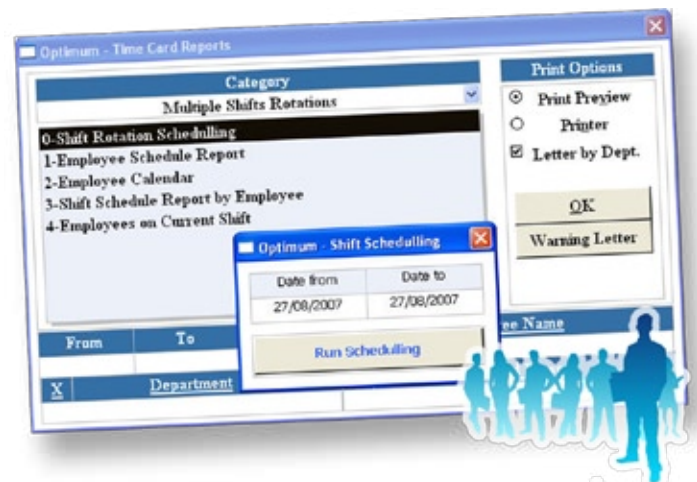 Optimum - Time Card Reports
Category
Multiple Shifts Rotations
0-Shift Rotation Schedulling
1-Employee Schedule Report
2-Employee Calendar
3-Shift Schedule Report by Employee
4-Employees on Current Shift
Print Options
Print Preview
Printer
Letter by Dept.
OK
Warning Letter
Optimum - Shift Schedulling
Date from Date to
27/08/2007 27/08/2007
Run Schedulling
From To Name
X Department